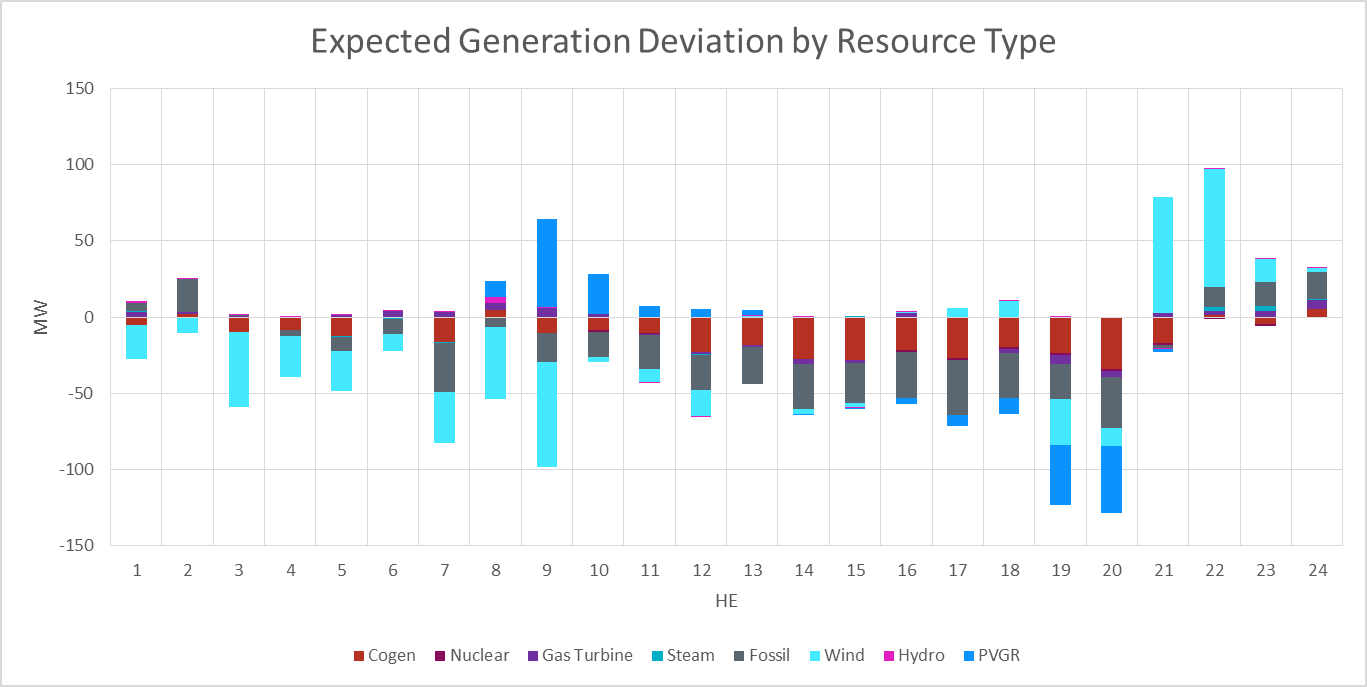 Expected Generation Deviation by Resource Type
150
100
50
0
-50
-100
-150
MW
1 2 3 4 5 6 7 8 9 10 11 12 13 14 15 16 17 18 19 20 21 22 23 24
HE
Cogen Nuclear Gas Turbine Steam Fossil Wind Hydro PVGR